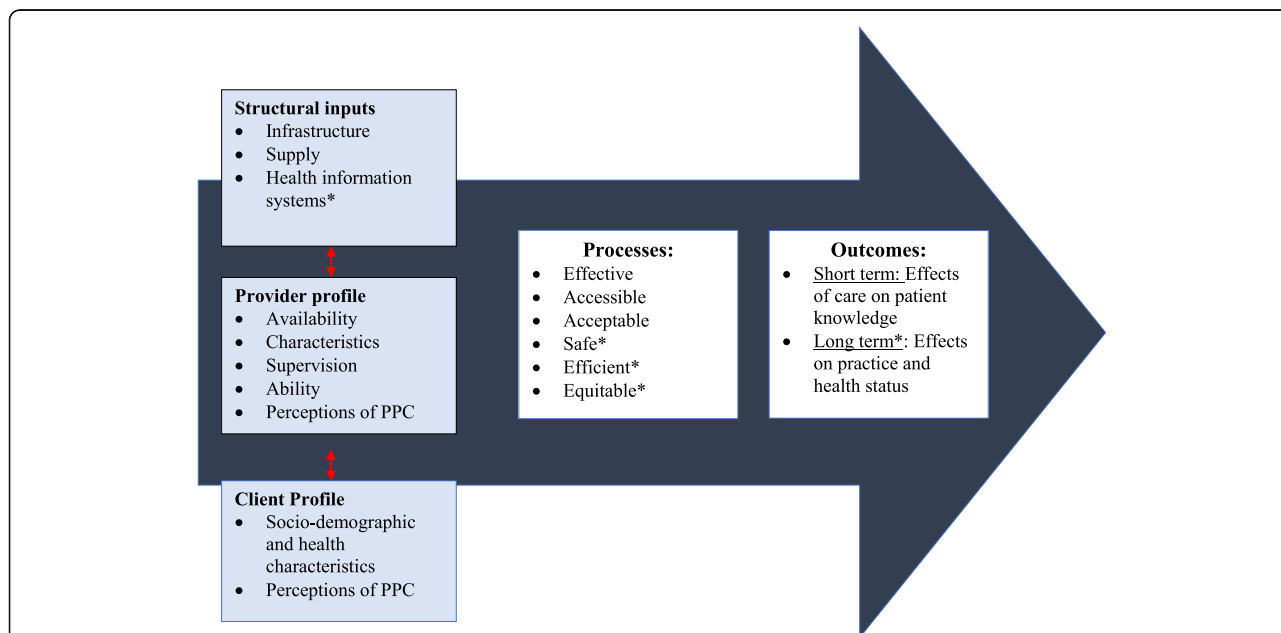 Structural inputs
• Infrastructure
• Supply
• Health information
systems*
Provider profile
• Availability
• Characteristics
• Supervision
• Ability
• Perceptions of PPC
Client Profile
• Socio-demographic
and health
characteristics
• Perceptions of PPC
Processes:
• Effective
• Accessible
• Acceptable
• Safe*
• Efficient*
• Equitable*
Outcomes:
• Short term: Effects
of care on patient
knowledge
• Long term*: Effects
on practice and
health status